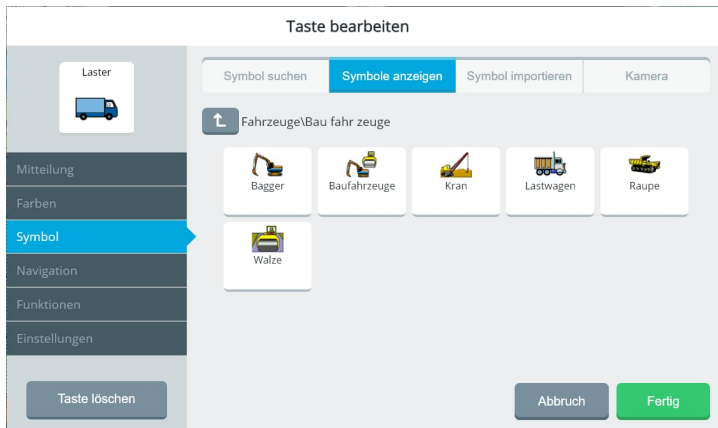 Taste bearbeiten
Laster
Mitteilung
Farben
Symbol
Navigation
Funktionen
Einstellungen
Taste löschen
Symbol suchen
Symbole anzeigen
Symbol importieren
Kamera
Fahrzeuge\Bau fahr zeuge
Bagger
Baufahrzeuge
Kran
Lastwagen
Raupe
Walze
Abbruch
Fertig